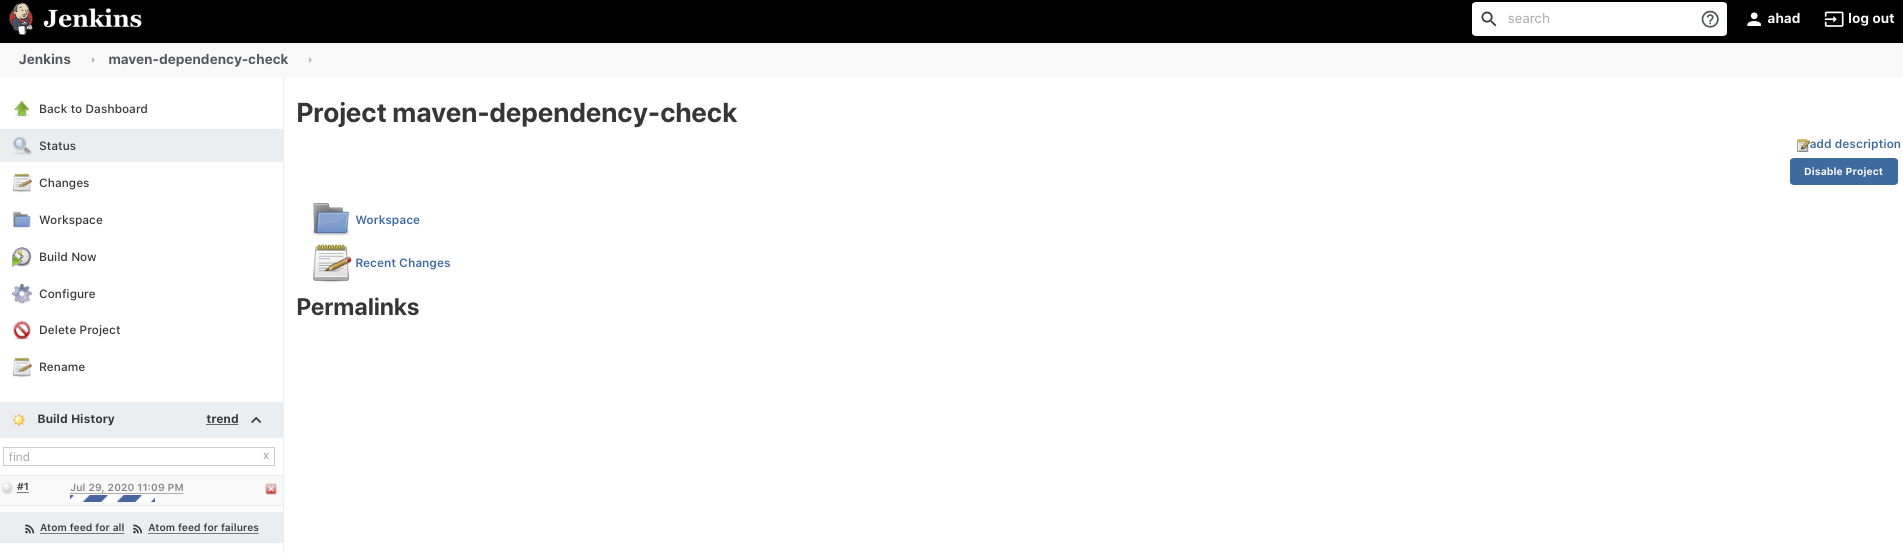 Jenkins
search
ahad
log out
Jenkins
maven-dependency-check
Back to Dashboard
Status
Changes
Workspace
Build Now
Configure
Delete Project
Rename
Build History
trend
find
x
#1
Jul 29, 2020 11:09 PM
Atom feed for all
Atom feed for failures
Project maven-dependency-check
add description
Disable Project
Workspace
Recent Changes
Permalinks